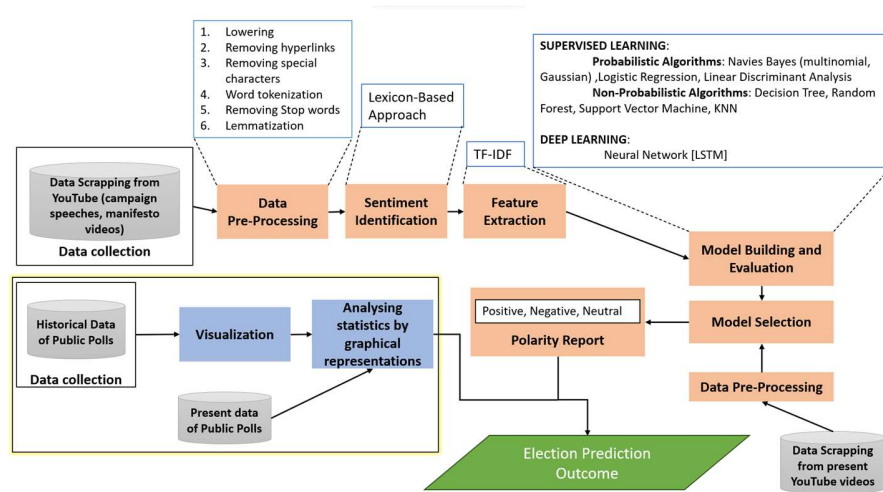 1. Lowering
2. Removing hyperlinks
3. Removing special
characters
4. Word tokenization
5. Removing Stop words
6. Lemmatization
Lexicon-Based
Approach
TF-IDF
SUPERVISED LEARNING:
Probabilistic Algorithms: Navies Bayes (multinomial,
Gaussian) ,Logistic Regression, Linear Discriminant Analysis
Non-Probabilistic Algorithms: Decision Tree, Random
Forest, Support Vector Machine, KNN
DEEP LEARNING:
Neural Network [LSTM]
Data Scrapping from
YouTube (campaign
speeches, manifesto
videos)
Data collection
Data
Pre-Processing
Sentiment
Identification
Feature
Extraction
Model Building and
Evaluation
Historical Data
of Public Polls
Data collection
Visualization
Analysing
statistics by
graphical
representations
Present data
of Public Polls
Positive, Negative, Neutral
Polarity Report
Model Selection
Data Pre-Processing
Data Scrapping
from present
YouTube videos
Election Prediction
Outcome